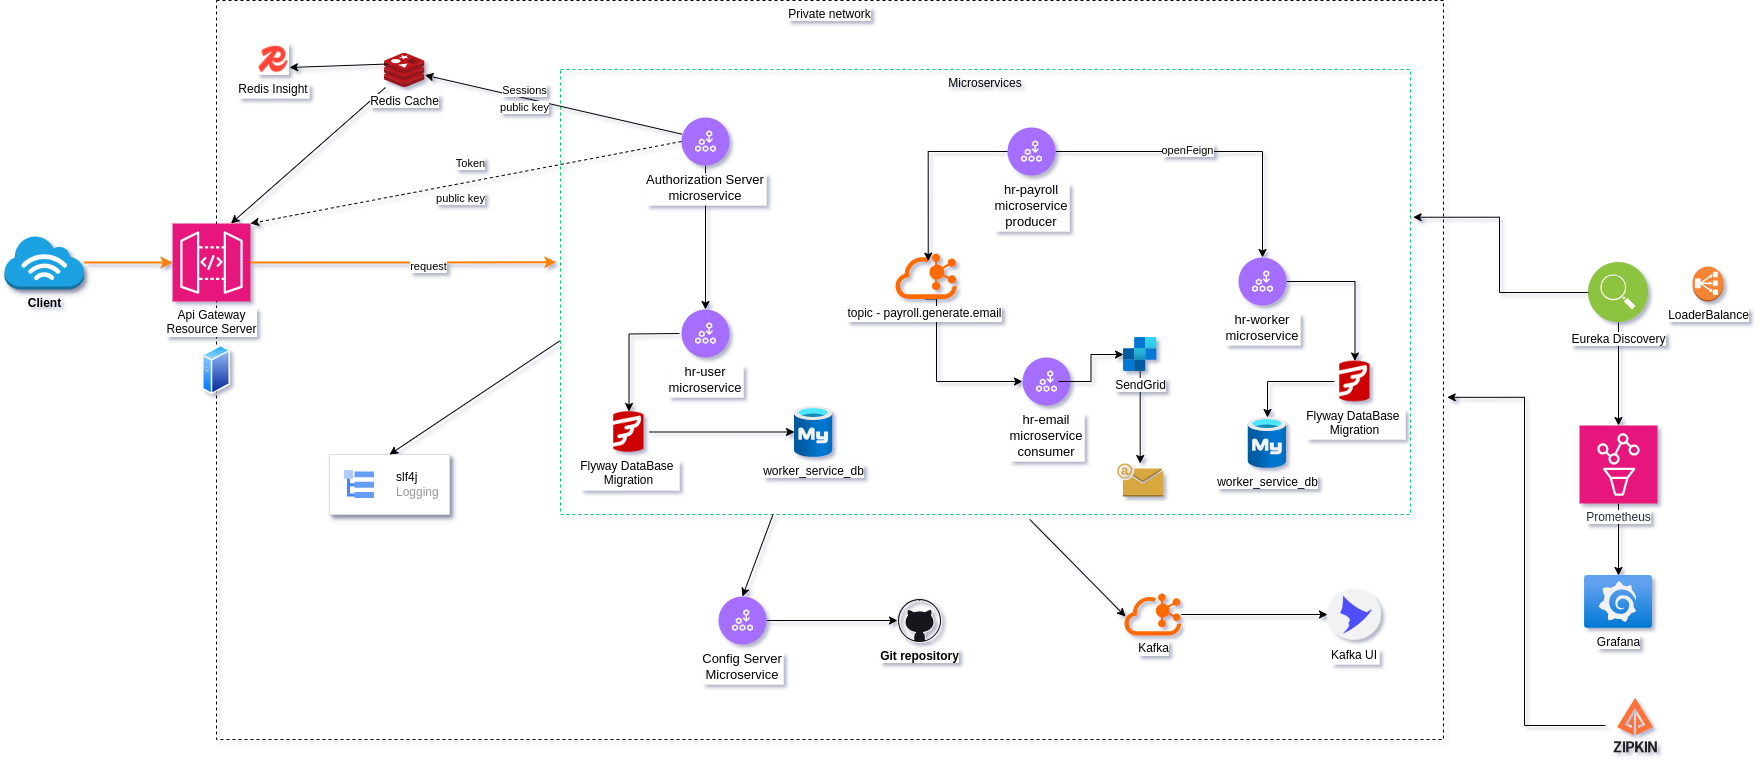 Private network
Redis Insight
Redis Cache
Sessions
public key
Microservices
Token
public key
Authorization Server
microservice
hr-payroll
microservice
producer
openFeign
Client
Api Gateway
Resource Server
request
topic - payroll.generate.email
hr-worker
microservice
Eureka Discovery
LoaderBalance
hr-user
microservice
SendGrid
hr-email
microservice
consumer
Flyway DataBase
Migration
worker_service_db
Flyway DataBase
Migration
worker_service_db
My
My
slf4j
Logging
@
Prometheus
Config Server
Microservice
Git repository
Kafka
Kafka UI
Grafana
ZIPKIN